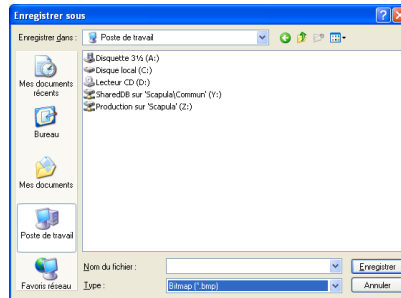 Enregistrer sous
Enregistrer dans :
Poste de travail
Disquette 3½ (A:)
Disque local (C:)
Lecteur CD (D:)
SharedDB sur 'Scapula\Commun' (Y:)
Production sur 'Scapula' (Z:)
Mes documents
récents
Bureau
Mes documents
Poste de travail
Favoris réseau
Nom du fichier :
Enregistrer
Type :
Bitmap (*.bmp)
Annuler